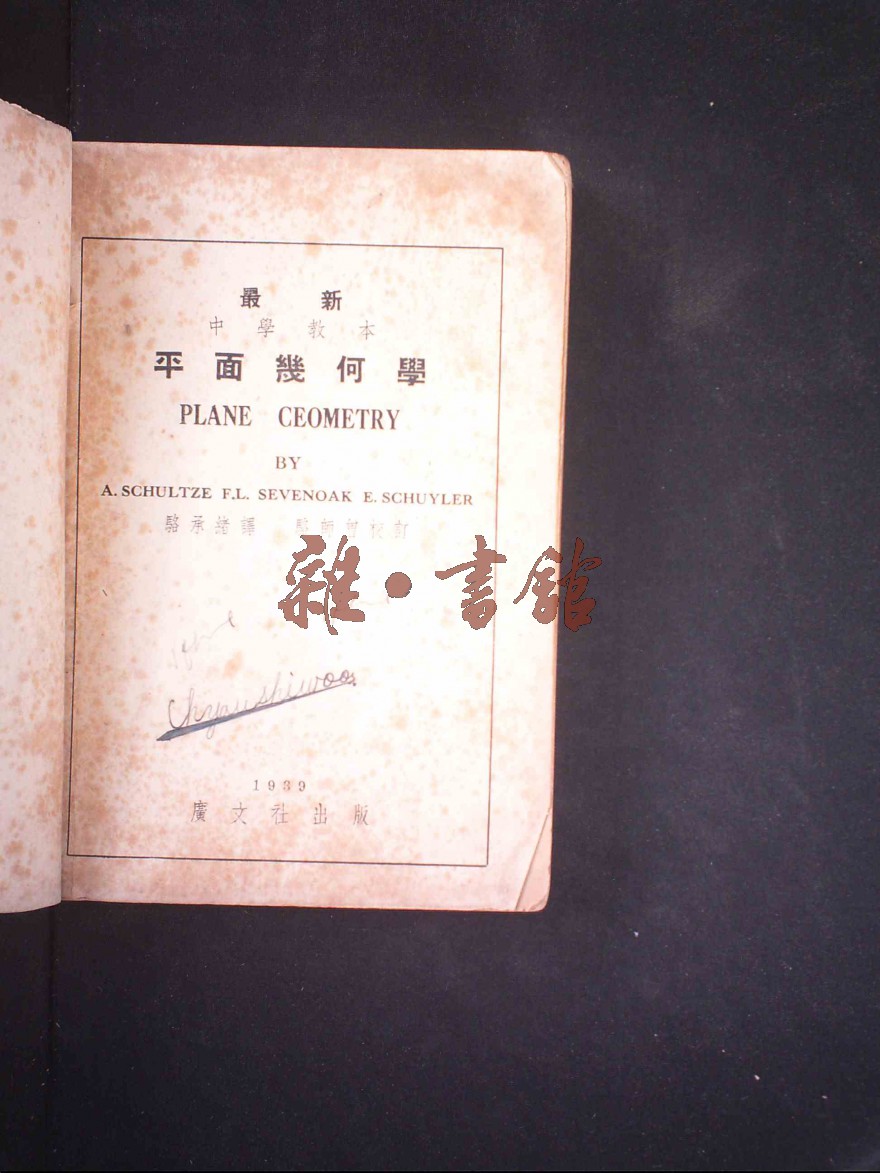 最新
中學教本
平面幾何學
PLANE CEOMETRY
BY
A. SCHULTZE F.L. SEVENOAK E. SCHUYLER
駱承緒譯 駱師曾校訂
雜•書館
Chyaushiwoo
1939
廣文社出版